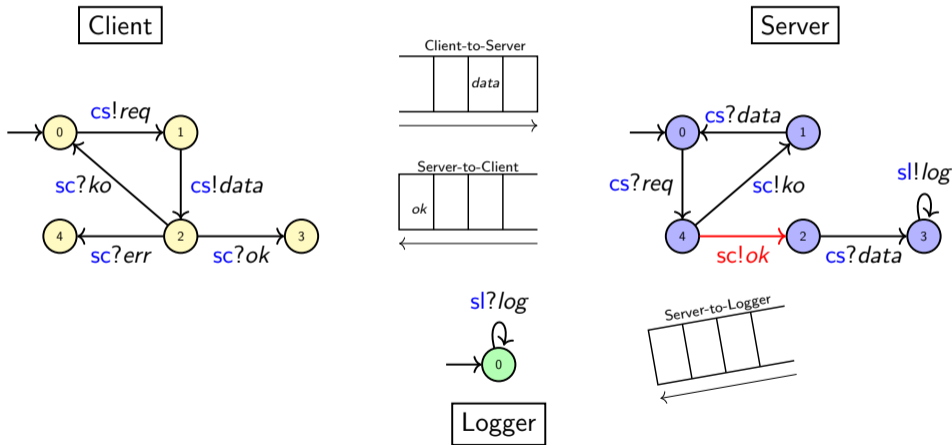 Client
Server
Client-to-Server
data
cs!req
0
1
cs?data
0
1
Server-to-Client
sc?ko
cs!data
cs?req
sc!ko
sl!log
ok
4
2
3
4
2
3
sc?err
sc?ok
sc!ok
cs?data
sl?log
Server-to-Logger
0
Logger